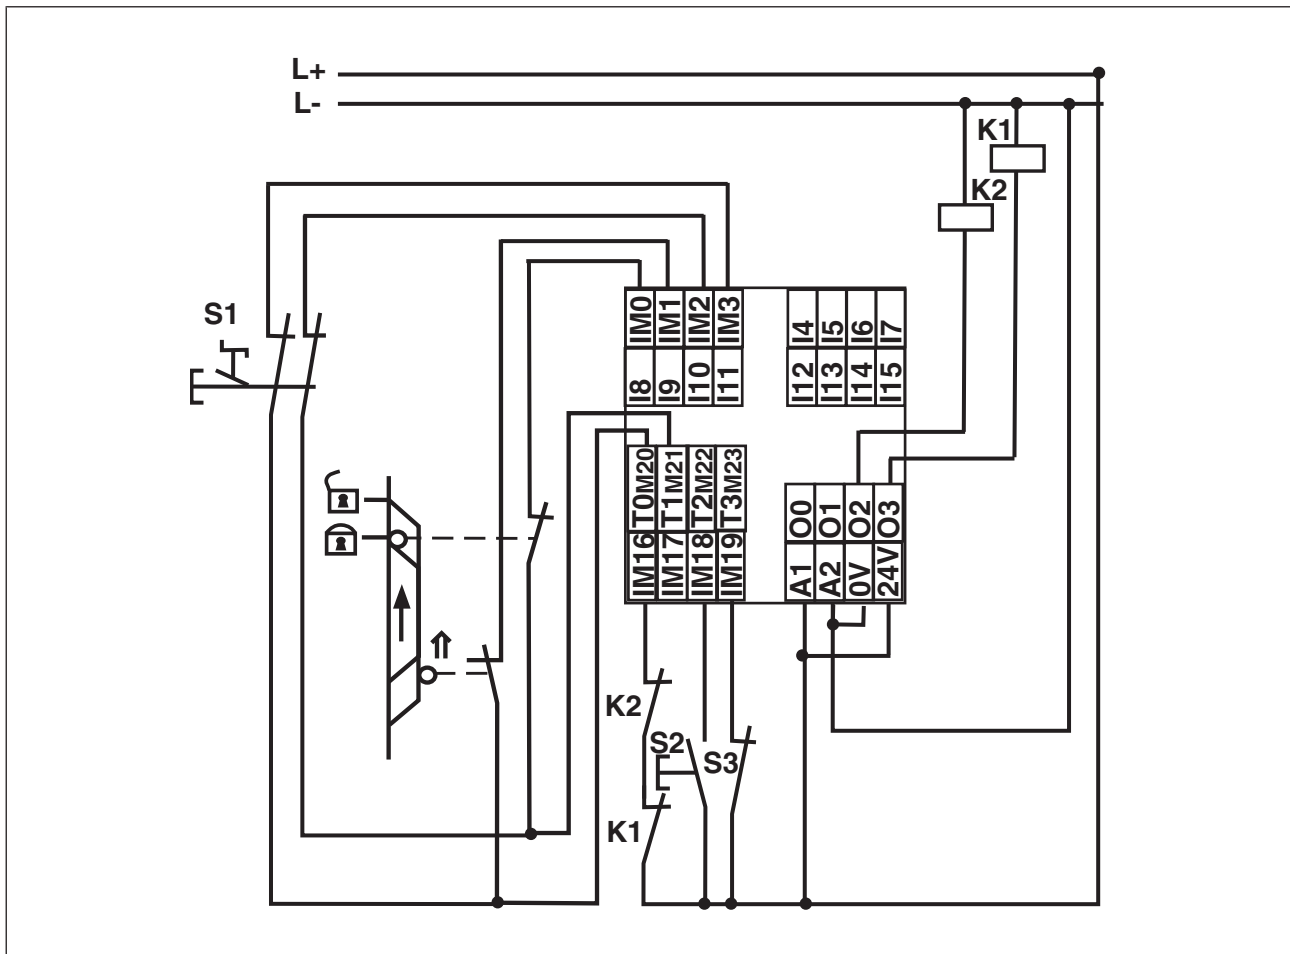 L+
L-
K1
K2
S1
IM0 IM1 IM2 IM3 I4 I5 I6 I7
I8 I9 I10 I11 I12 I13 I14 I15
T0M20 T1M21 T2M22 T3M23 O0 O1 O2 O3
IM16 IM17 IM18 IM19 A1 A2 0V 24V
K2
S2
S3
K1